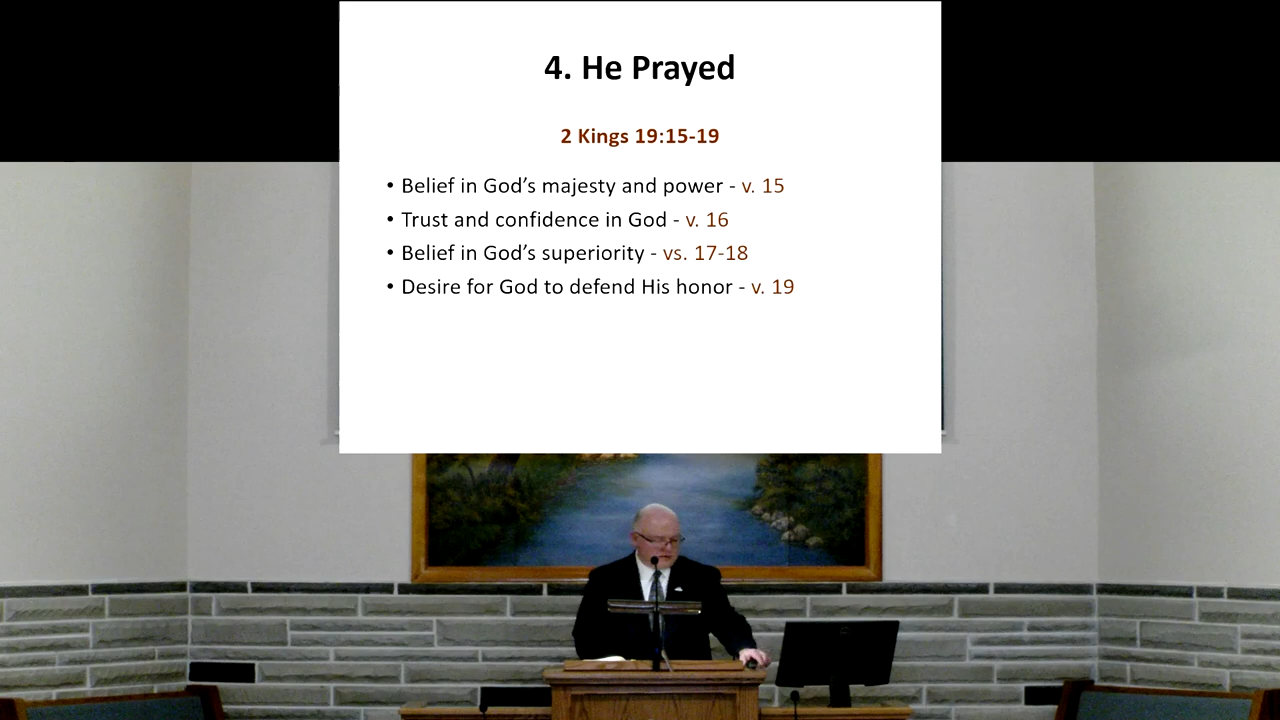 4. He Prayed
2 Kings 19:15-19
• Belief in God’s majesty and power - v. 15
• Trust and confidence in God - v. 16
• Belief in God’s superiority - vs. 17-18
• Desire for God to defend His honor - v. 19